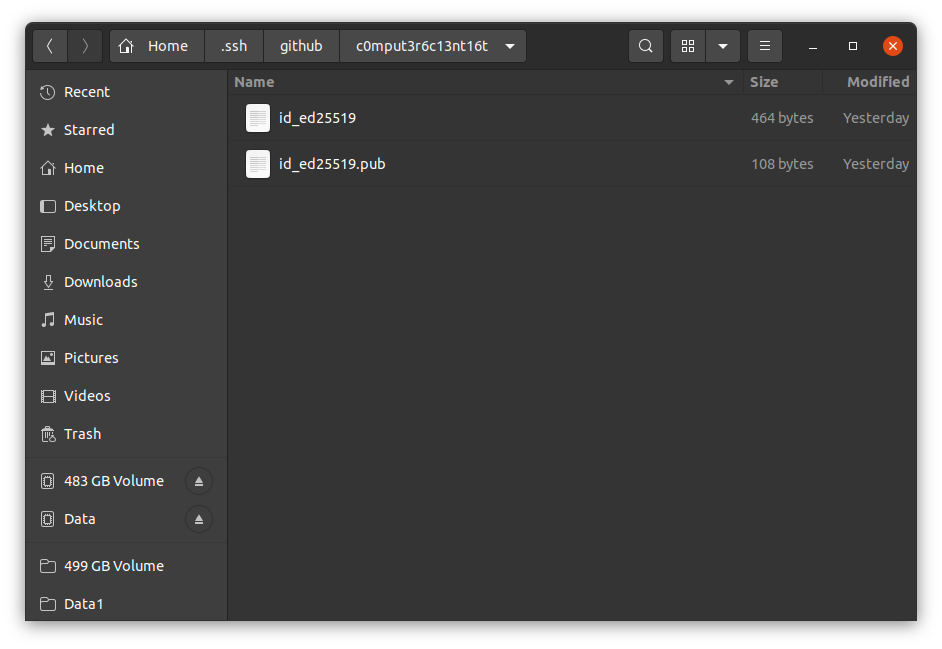 Home .ssh github c0mput3r6c13nt16t
Name Size Modified
Recent
Starred
Home
Desktop
Documents
Downloads
Music
Pictures
Videos
Trash
483 GB Volume
Data
499 GB Volume
Data1
id_ed25519 464 bytes Yesterday
id_ed25519.pub 108 bytes Yesterday